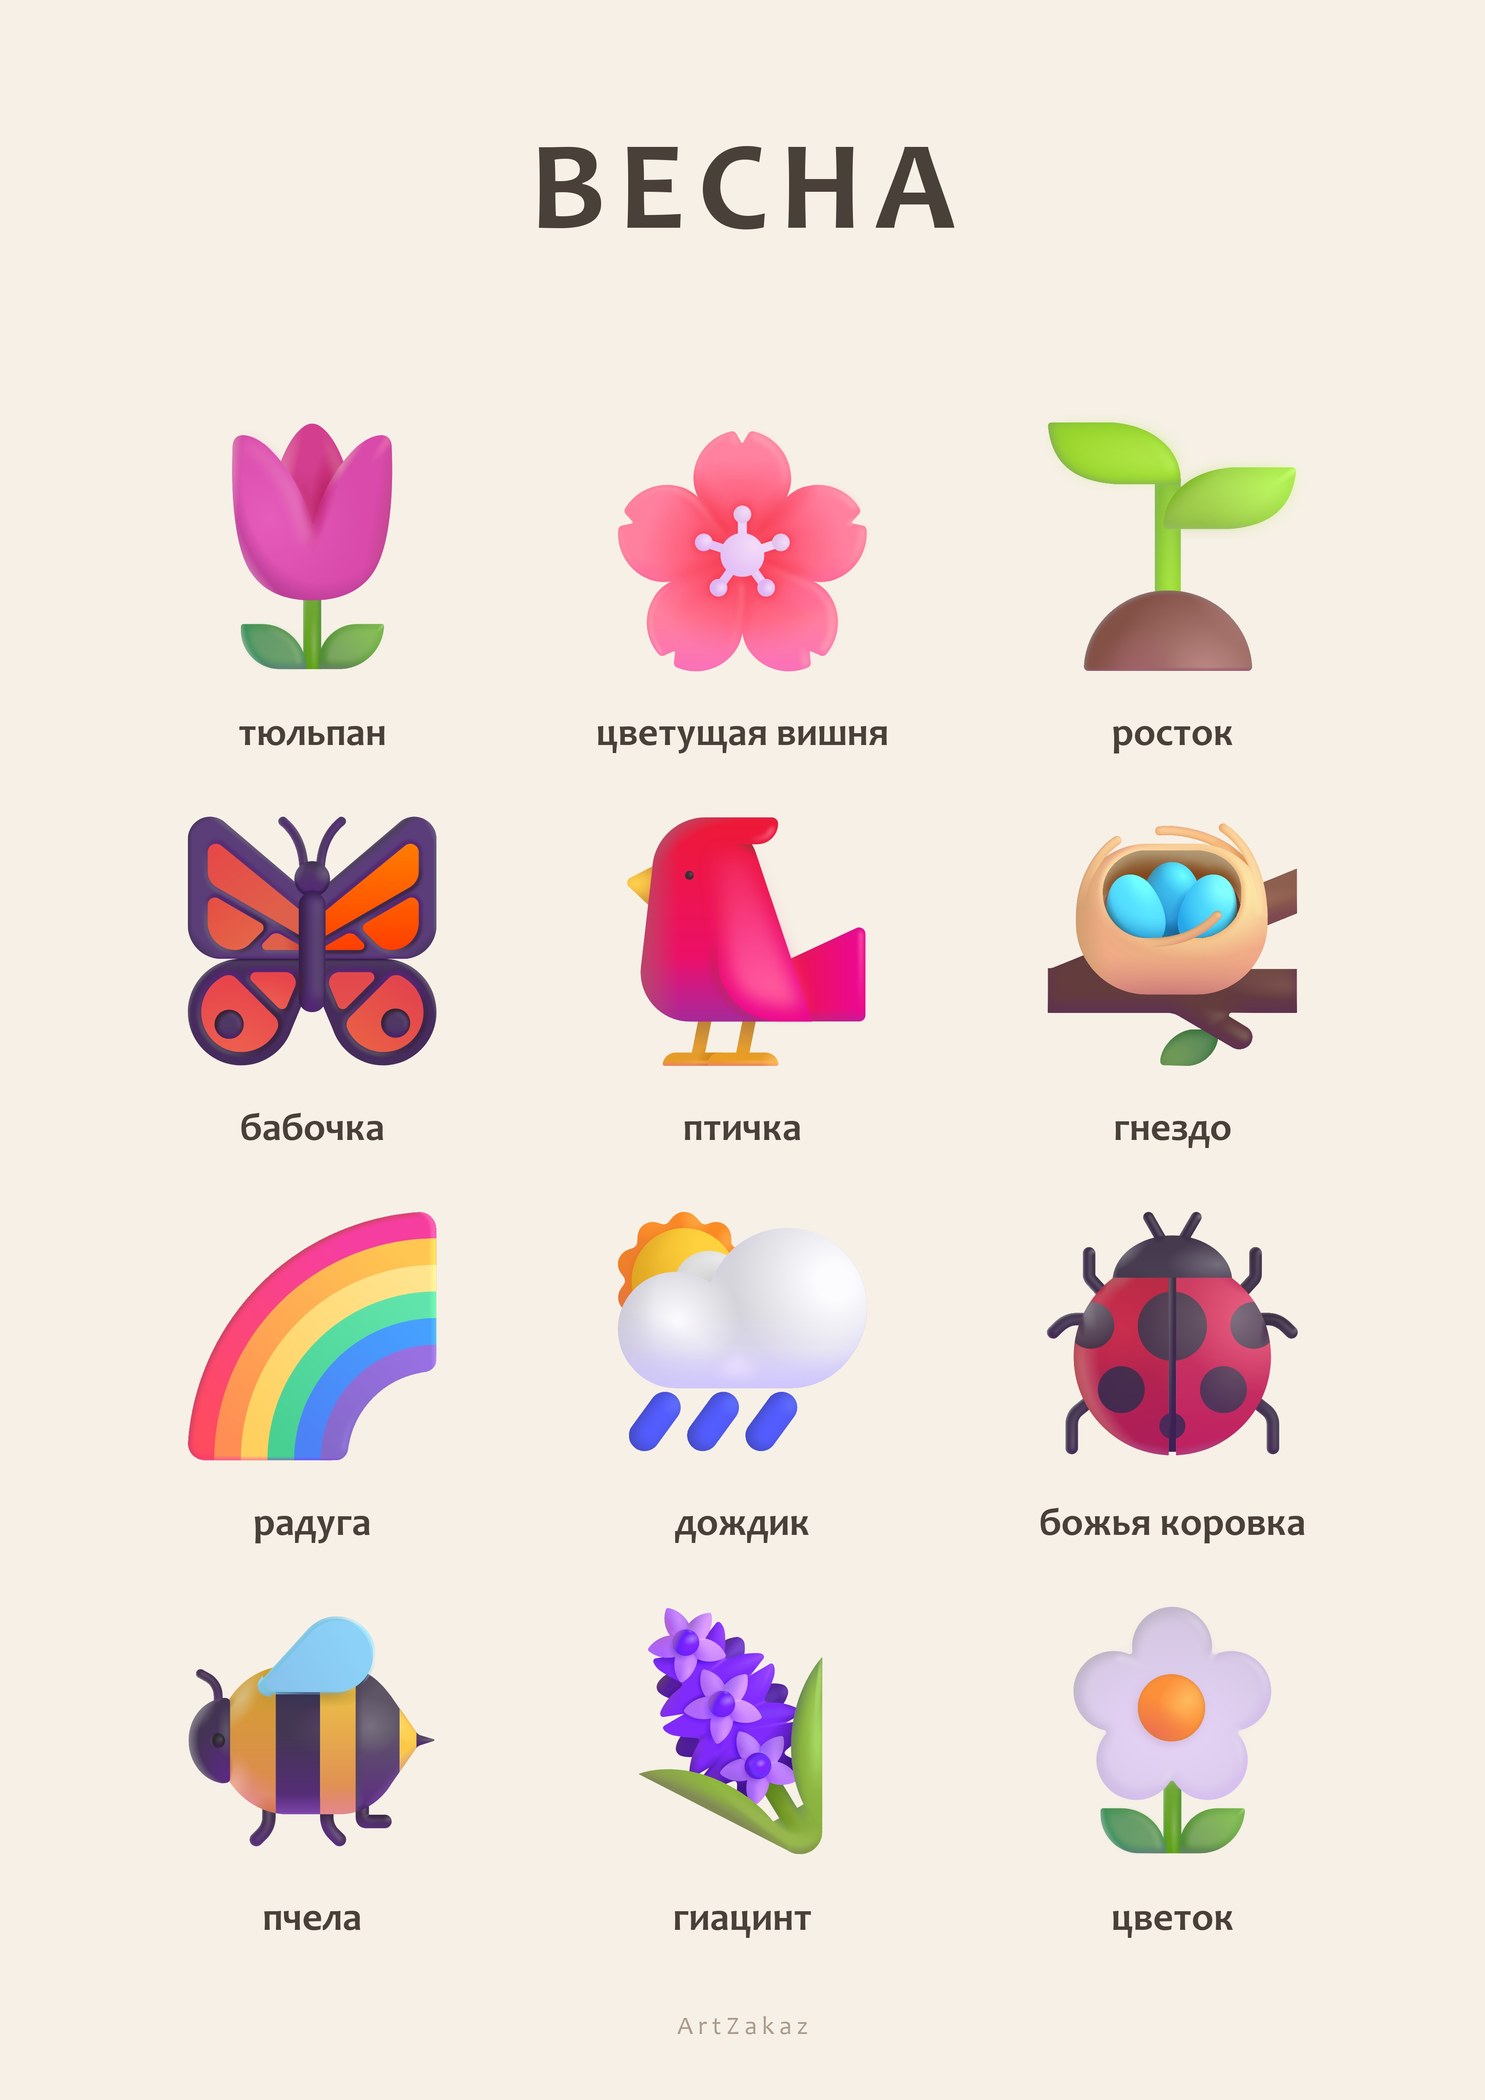 ВЕСНА
тюльпан
цветущая вишня
росток
бабочка
птичка
гнездо
радуга
дождик
божья коровка
пчела
гиацинт
цветок
ArtZakaz